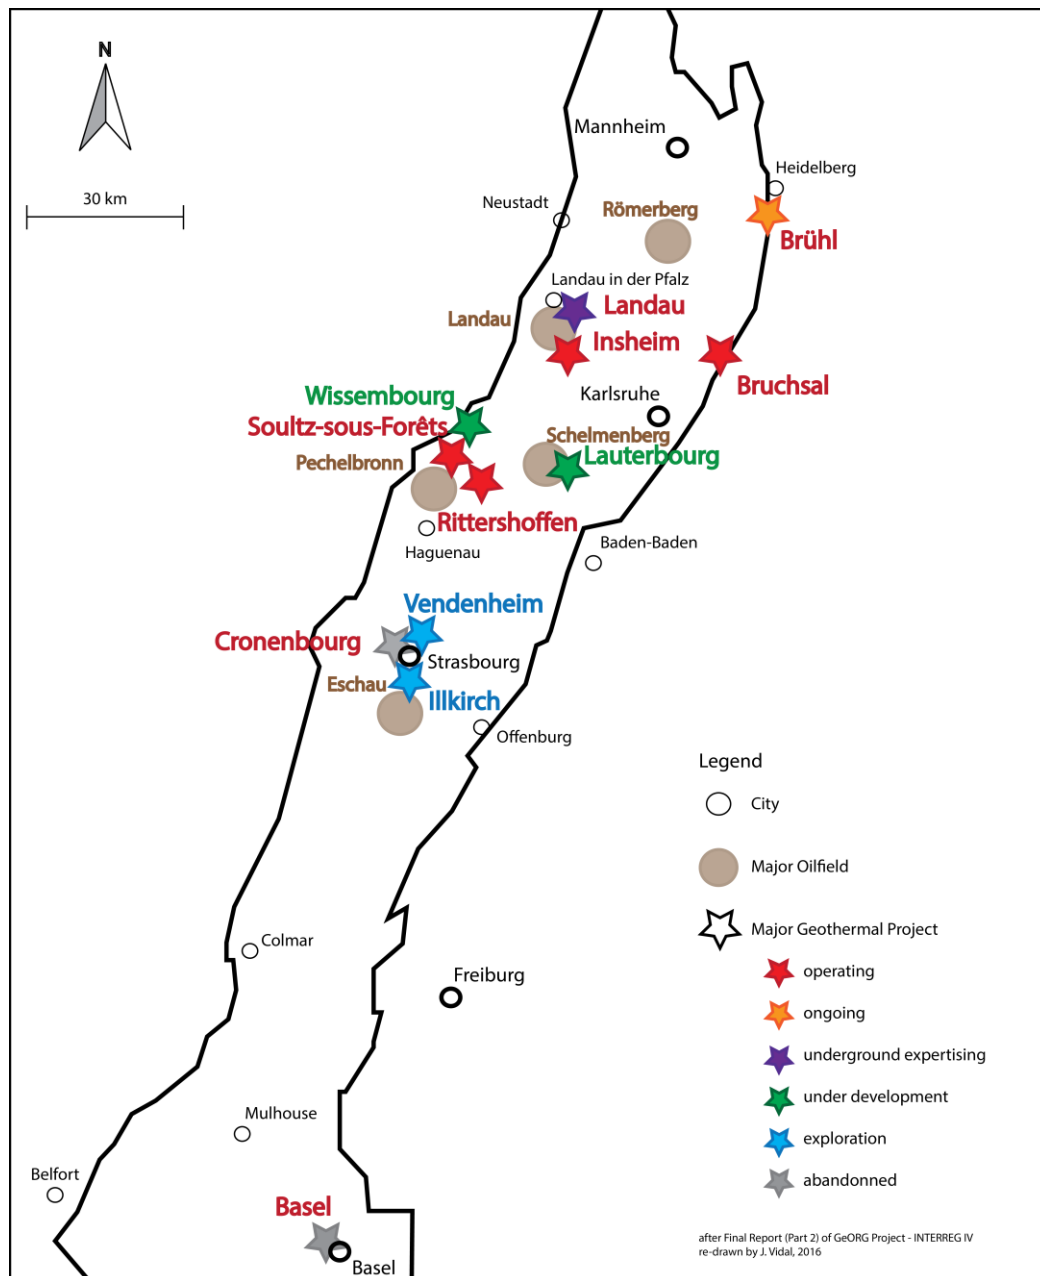 N
30 km
Mannheim
Heidelberg
Neustadt
Römerberg
Brühl
Landau in der Pfalz
Landau
Landau
Insheim
Bruchsal
Wissembourg
Karlsruhe
Soultz-sous-Forêts
Schelmenberg
Pechelbronn
Lauterbourg
Rittershoffen
Haguenau
Baden-Baden
Vendenheim
Cronenbourg
Strasbourg
Eschau
Illkirch
Offenburg
Legend
City
Major Oilfield
Major Geothermal Project
operating
ongoing
underground expertising
under development
exploration
abandonned
Colmar
Freiburg
Mulhouse
Belfort
Basel
Basel
after Final Report (Part 2) of GeORG Project - INTERREG IV
re-drawn by J. Vidal, 2016